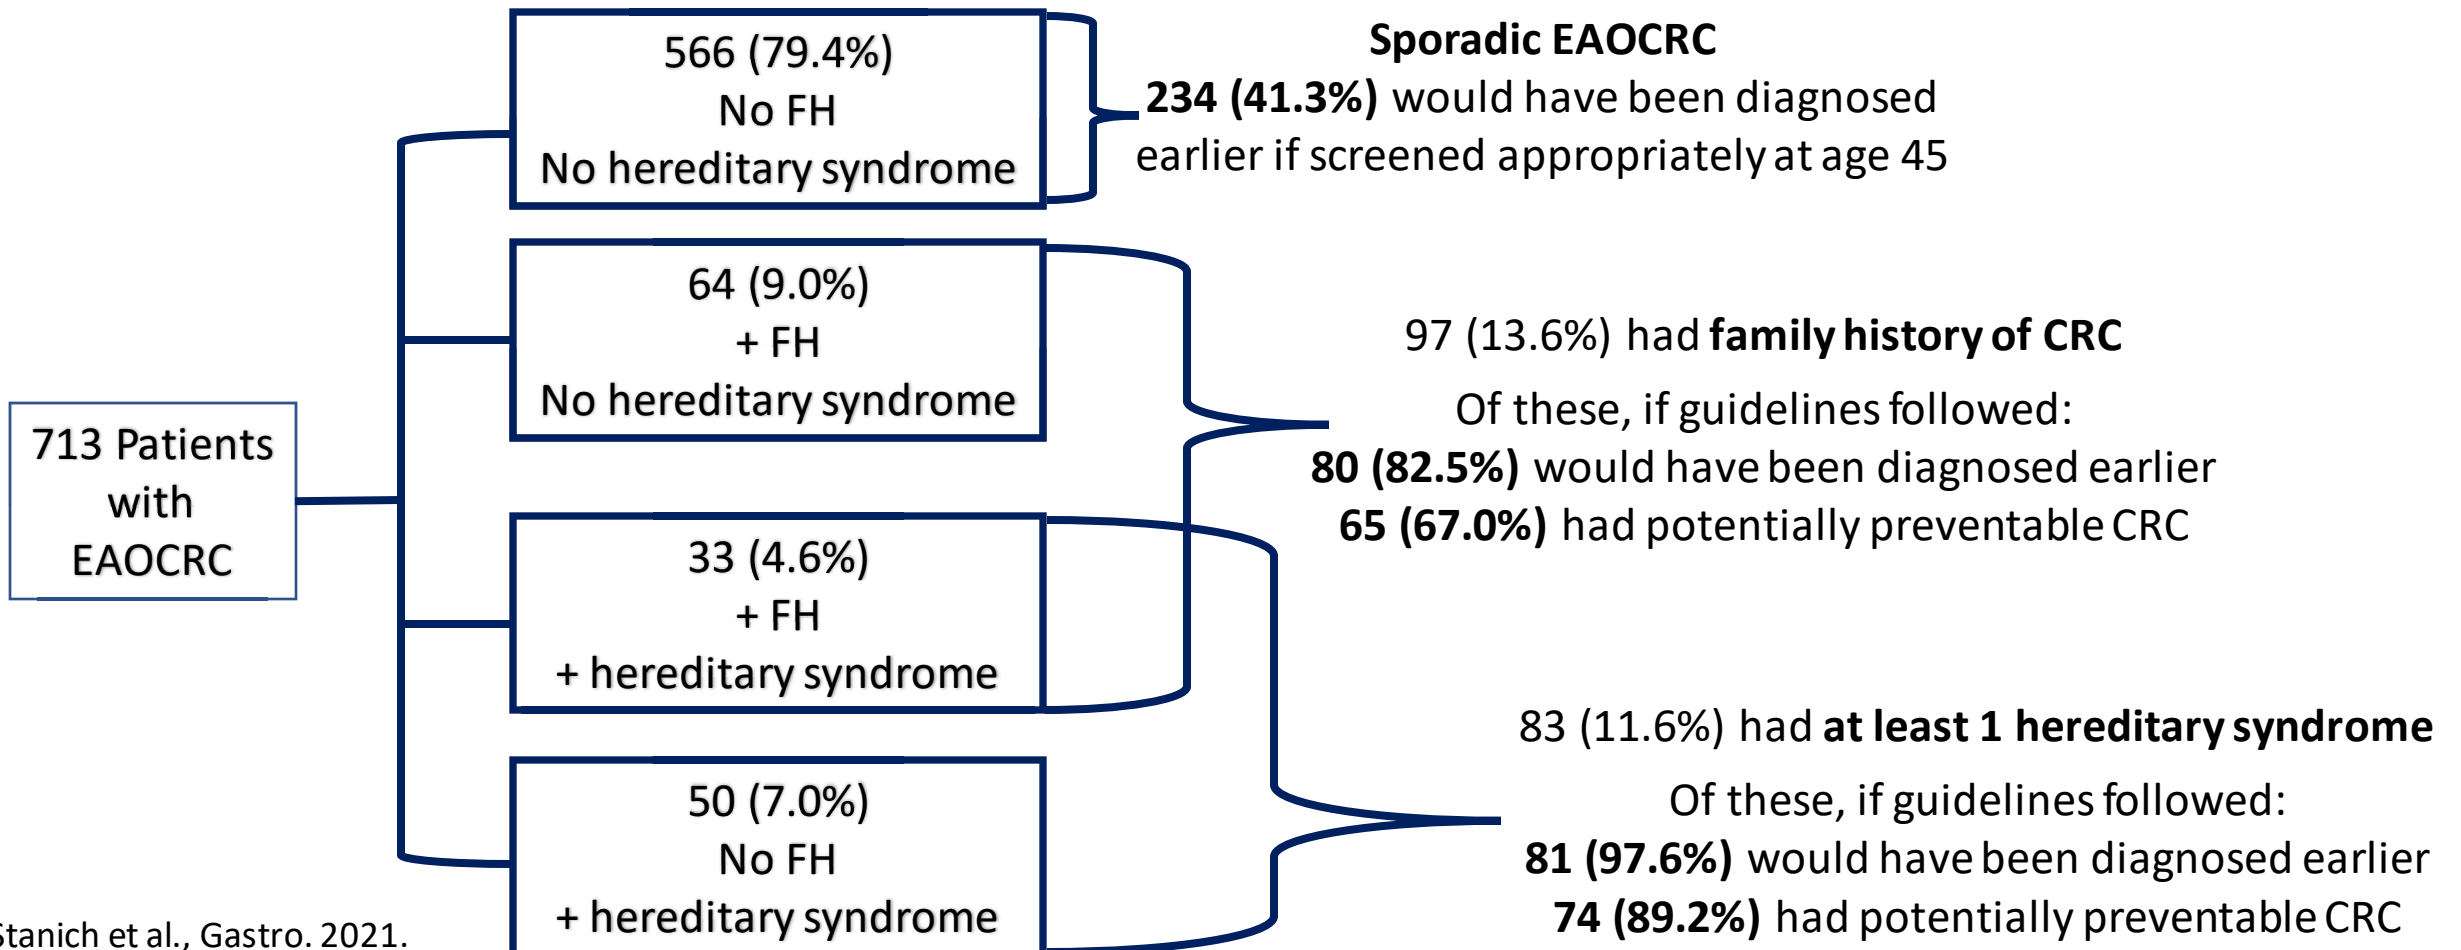 713 Patients
with
EAOCRC
566 (79.4%)
No FH
No hereditary syndrome
64 (9.0%)
+ FH
No hereditary syndrome
33 (4.6%)
+ FH
+ hereditary syndrome
50 (7.0%)
No FH
+ hereditary syndrome
Sporadic EAOCRC
234 (41.3%) would have been diagnosed
earlier if screened appropriately at age 45
97 (13.6%) had family history of CRC
Of these, if guidelines followed:
80 (82.5%) would have been diagnosed earlier
65 (67.0%) had potentially preventable CRC
83 (11.6%) had at least 1 hereditary syndrome
Of these, if guidelines followed:
81 (97.6%) would have been diagnosed earlier
74 (89.2%) had potentially preventable CRC
Stanich et al., Gastro. 2021.